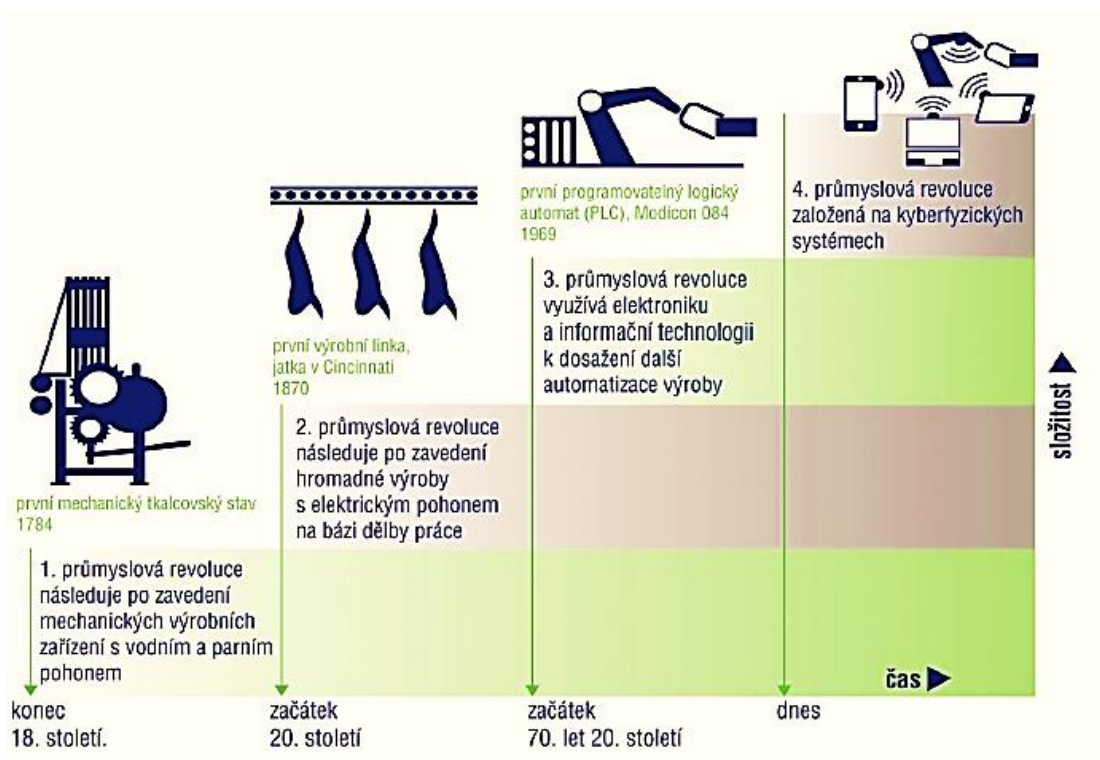 první mechanický tkalcovský stav
1784
1. průmyslová revoluce
následuje po zavedení
mechanických výrobních
zařízení s vodním a parním
pohonem
konec
18. století.
první výrobní linka,
jatka v Cincinnati
1870
2. průmyslová revoluce
následuje po zavedení
hromadné výroby
s elektrickým pohonem
na bázi dělby práce
začátek
20. století
první programovatelný logický
automat (PLC), Modicon 084
1969
3. průmyslová revoluce
využívá elektroniku
a informační technologii
k dosažení další
automatizace výroby
začátek
70. let 20. století
4. průmyslová revoluce
založená na kyberfyzických
systémech
dnes
čas
složitost